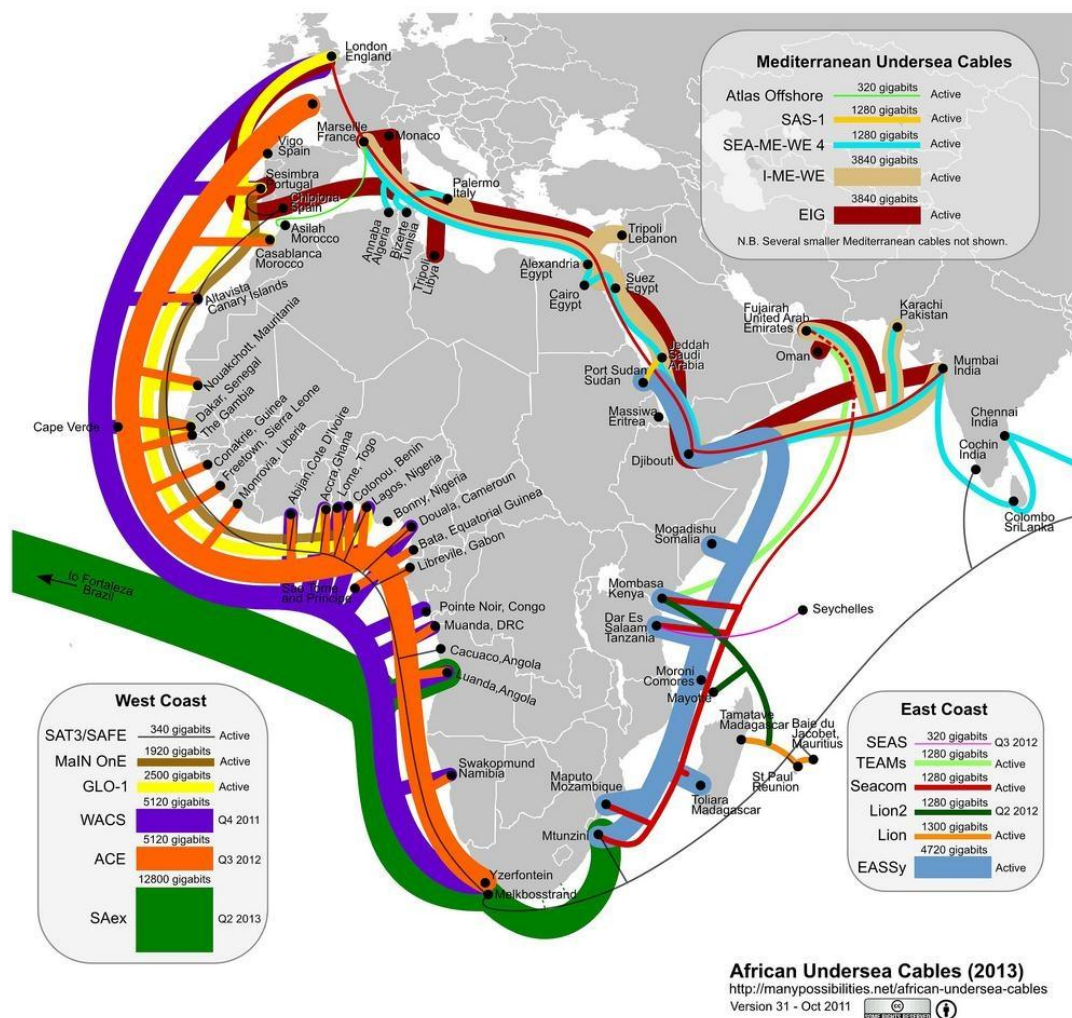 London
England
Marseille
France
Monaco
Vigo
Spain
Sesimbra
Portugal
Chipiona
Spain
Asilah
Morocco
Casablanca
Morocco
Annaba
Algeria
Bizerte
Tunisia
Palermo
Italy
Tripoli
Libya
Tripoli
Lebanon
Alexandria
Egypt
Cairo
Egypt
Suez
Egypt
Altavista
Canary Islands
Nouakchott, Mauritania
Dakar, Senegal
The Gambia
Cape Verde
Conakrie, Guinea
Freetown, Sierra Leone
Monrovia, Liberia
Abijan, Cote D'Ivoire
Accra, Ghana
Lome, Togo
Cotonou, Benin
Lagos, Nigeria
Bonny, Nigeria
Douala, Cameroun
Bata, Equatorial Guinea
Libreville, Gabon
Sao Tome
and Principe
Pointe Noir, Congo
Muanda, DRC
Cacuaco,Angola
Luanda,Angola
Swakopmund
Namibia
Yzerfontein
Melkbosstrand
to Fortaleza
Brazil
Jeddah
Saudi
Arabia
Port Sudan
Sudan
Massiwa
Eritrea
Djibouti
Fujairah
United Arab
Emirates
Oman
Karachi
Pakistan
Mumbai
India
Chennai
India
Cochin
India
Colombo
SriLanka
Mogadishu
Somalia
Mombasa
Kenya
Dar Es
Salaam
Tanzania
Seychelles
Moroni
Comores
Mayotte
Tamatave
Madagascar
Baie du
Jacobet,
Mauritius
St Paul
Reunion
Toliara
Madagascar
Maputo
Mozambique
Mtunzini
Mediterranean Undersea Cables
Atlas Offshore 320 gigabits Active
SAS-1 1280 gigabits Active
SEA-ME-WE 4 1280 gigabits Active
I-ME-WE 3840 gigabits Active
EIG 3840 gigabits Active
N.B. Several smaller Mediterranean cables not shown.
West Coast
SAT3/SAFE 340 gigabits Active
MaIN OnE 1920 gigabits Active
GLO-1 2500 gigabits Active
WACS 5120 gigabits Q4 2011
ACE 5120 gigabits Q3 2012
SAex 12800 gigabits Q2 2013
East Coast
SEAS 320 gigabits Q3 2012
TEAMs 1280 gigabits Active
Seacom 1280 gigabits Active
Lion2 1280 gigabits Q2 2012
Lion 1300 gigabits Active
EASSy 4720 gigabits Active
African Undersea Cables (2013)
http://manypossibilities.net/african-undersea-cables
Version 31 - Oct 2011
cc
SOME RIGHTS RESERVED